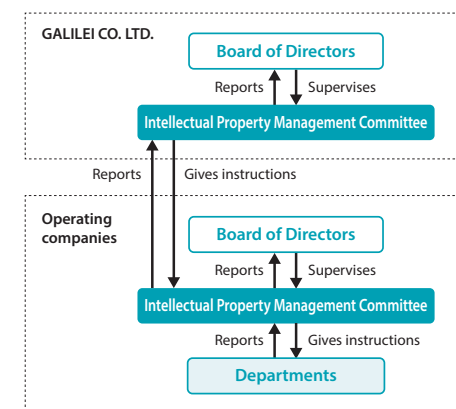 GALILEI CO. LTD.
Board of Directors
Reports
Supervises
Intellectual Property Management Committee
Reports
Gives instructions
Operating
companies
Board of Directors
Reports
Supervises
Intellectual Property Management Committee
Reports
Gives instructions
Departments